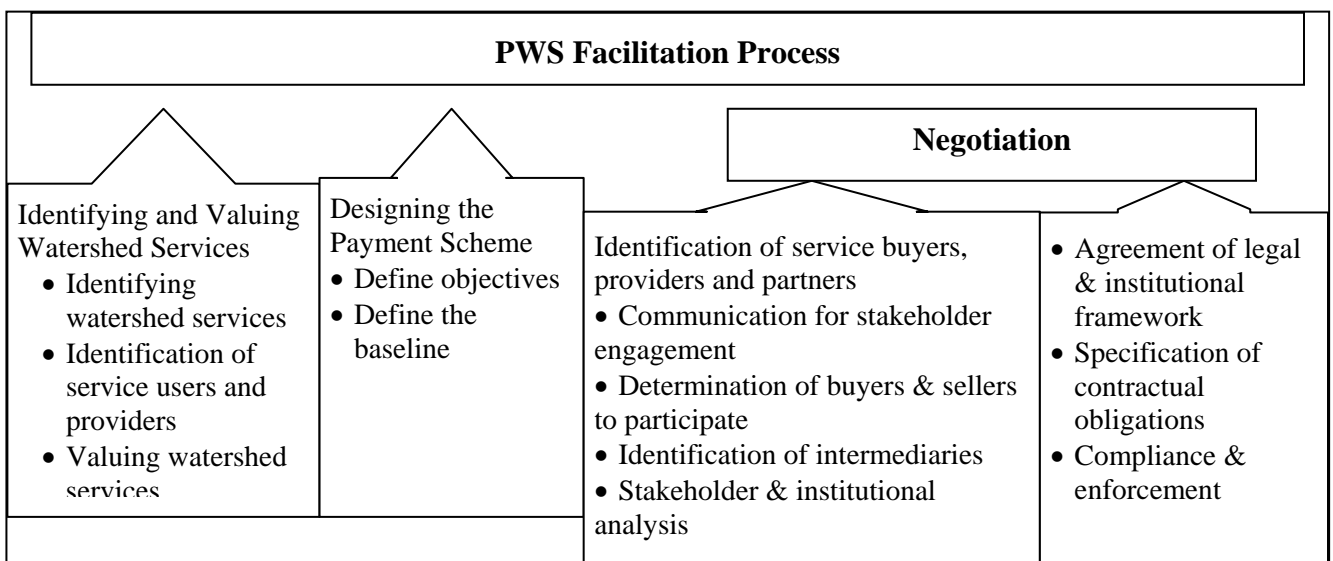 PWS Facilitation Process
Negotiation
Identifying and Valuing
Watershed Services
• Identifying
watershed services
• Identification of
service users and
providers
• Valuing watershed
services
Designing the
Payment Scheme
• Define objectives
• Define the
baseline
Identification of service buyers,
providers and partners
• Communication for stakeholder
engagement
• Determination of buyers & sellers
to participate
• Identification of intermediaries
• Stakeholder & institutional
analysis
• Agreement of legal
& institutional
framework
• Specification of
contractual
obligations
• Compliance &
enforcement